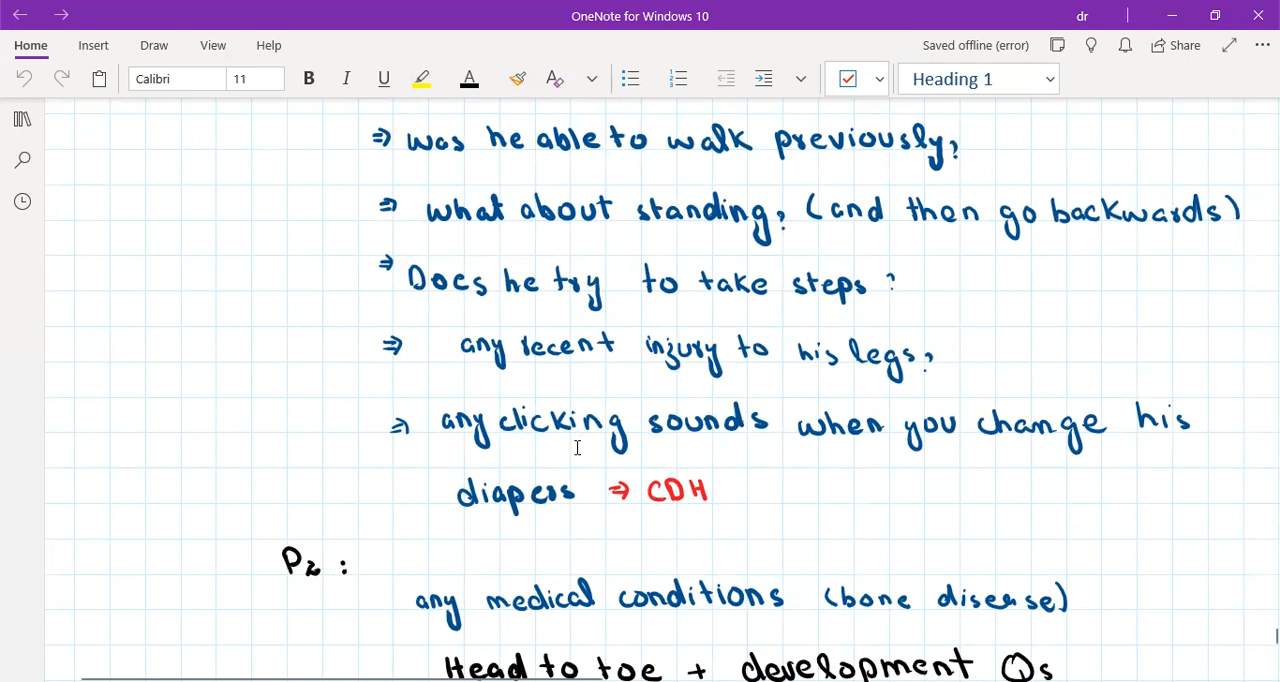 OneNote for Windows 10
dr
Home Insert Draw View Help
Saved offline (error)
Share
Calibri 11 B I U A Heading 1
⇒ was he able to walk previously?
⇒ what about standing? (and then go backwards)
⇒ Does he try to take steps?
⇒ any recent injury to his legs?
⇒ any clicking sounds when you change his
diapers ⇒ CDH
P2 :
any medical conditions (bone disease)
Head to toe + development Qs